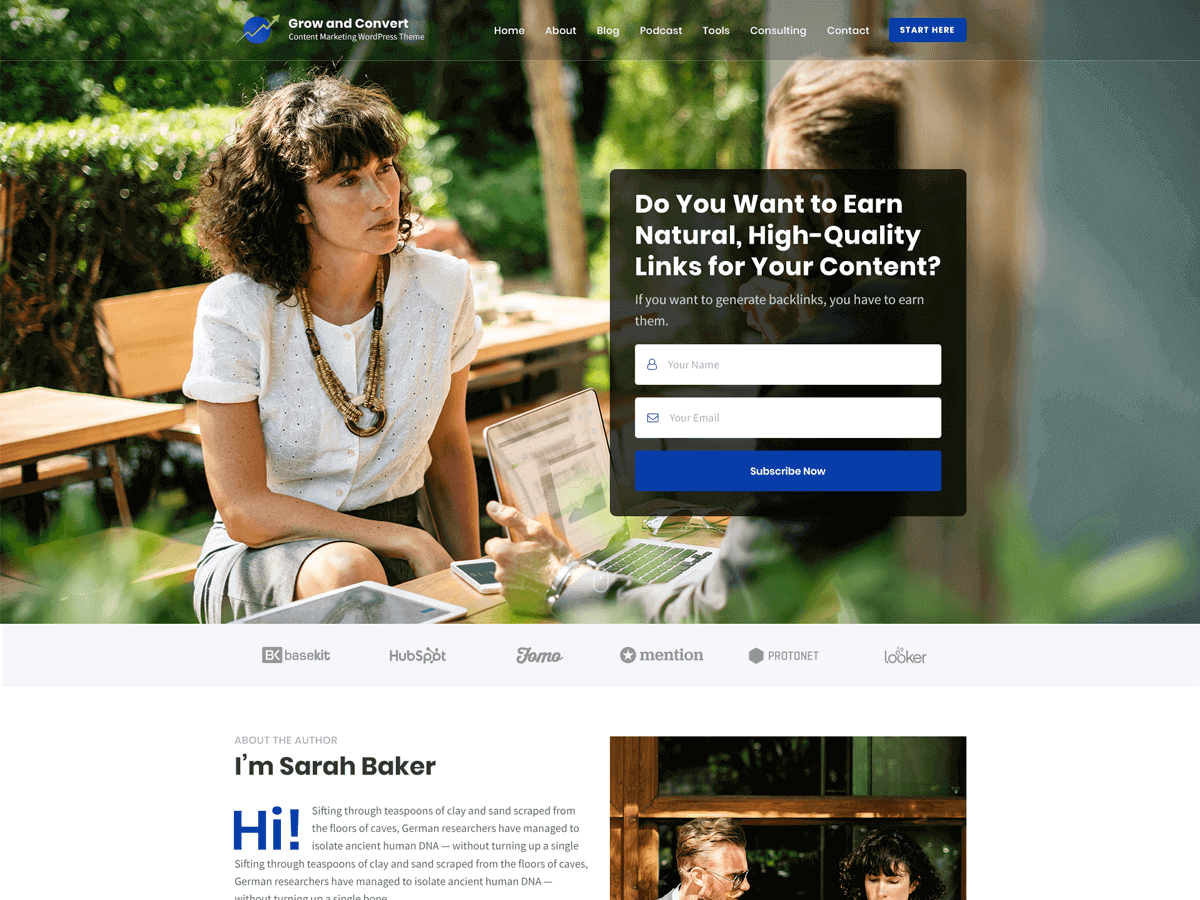 Grow and Convert
Content Marketing WordPress Theme
Home About Blog Podcast Tools Consulting Contact START HERE
Do You Want to Earn
Natural, High-Quality
Links for Your Content?
If you want to generate backlinks, you have to earn
them.
Your Name
Your Email
Subscribe Now
BK basekit HubSpot Fomo mention PROTONET looker
ABOUT THE AUTHOR
I’m Sarah Baker
Hi! Sifting through teaspoons of clay and sand scraped from
the floors of caves, German researchers have managed to
isolate ancient human DNA — without turning up a single
Sifting through teaspoons of clay and sand scraped from the floors of caves,
German researchers have managed to isolate ancient human DNA —
without turning up a single bone